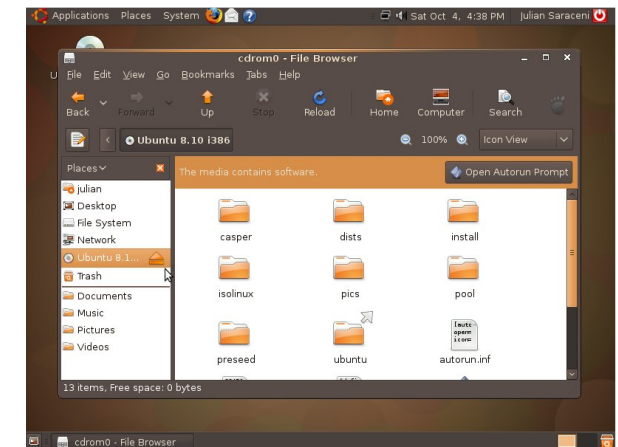 Applications Places System Sat Oct 4, 4:38 PM Julian Saraceni
cdrom0 - File Browser
File Edit View Go Bookmarks Tabs Help
Back Forward Up Stop Reload Home Computer Search
Ubuntu 8.10 i386 100% Icon View
Places
The media contains software. Open Autorun Prompt
julian
Desktop
File System
Network
Ubuntu 8.1...
Trash
Documents
Music
Pictures
Videos
casper dists install
isolinux pics pool
preseed ubuntu autorun.inf
13 items, Free space: 0 bytes
cdrom0 - File Browser